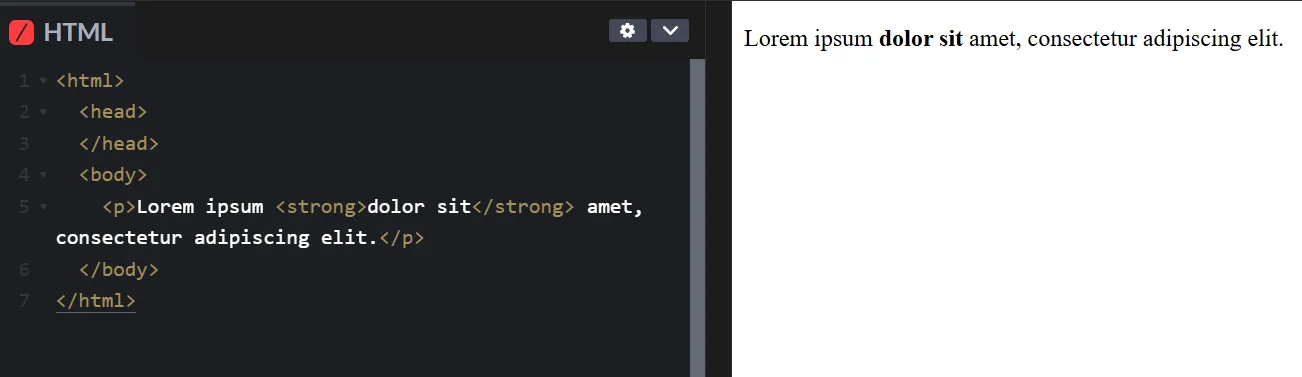 HTML
1 <html>
2 <head>
3 </head>
4 <body>
5 <p>Lorem ipsum <strong>dolor sit</strong> amet,
consectetur adipiscing elit.</p>
6 </body>
7 </html>
Lorem ipsum dolor sit amet, consectetur adipiscing elit.